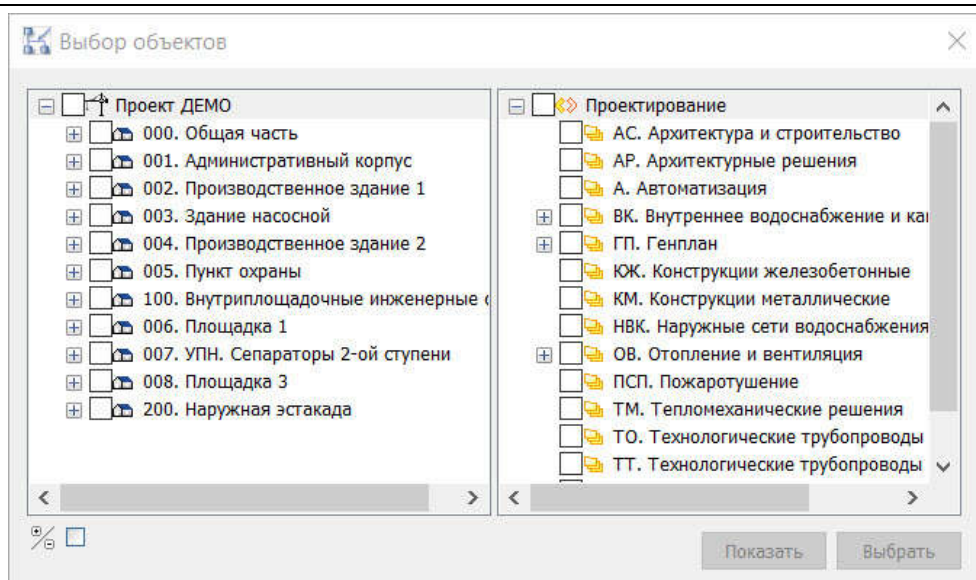 Выбор объектов
Проект ДЕМО
000. Общая часть
001. Административный корпус
002. Производственное здание 1
003. Здание насосной
004. Производственное здание 2
005. Пункт охраны
100. Внутриплощадочные инженерные
006. Площадка 1
007. УПН. Сепараторы 2-ой ступени
008. Площадка 3
200. Наружная эстакада
Проектирование
АС. Архитектура и строительство
АР. Архитектурные решения
А. Автоматизация
ВК. Внутреннее водоснабжение и
ГП. Генплан
КЖ. Конструкции железобетонные
КМ. Конструкции металлические
НВК. Наружные сети водоснабжения
ОВ. Отопление и вентиляция
ПСП. Пожаротушение
ТМ. Тепломеханические решения
ТО. Технологические трубопроводы
ТТ. Технологические трубопроводы
Показать
Выбрать